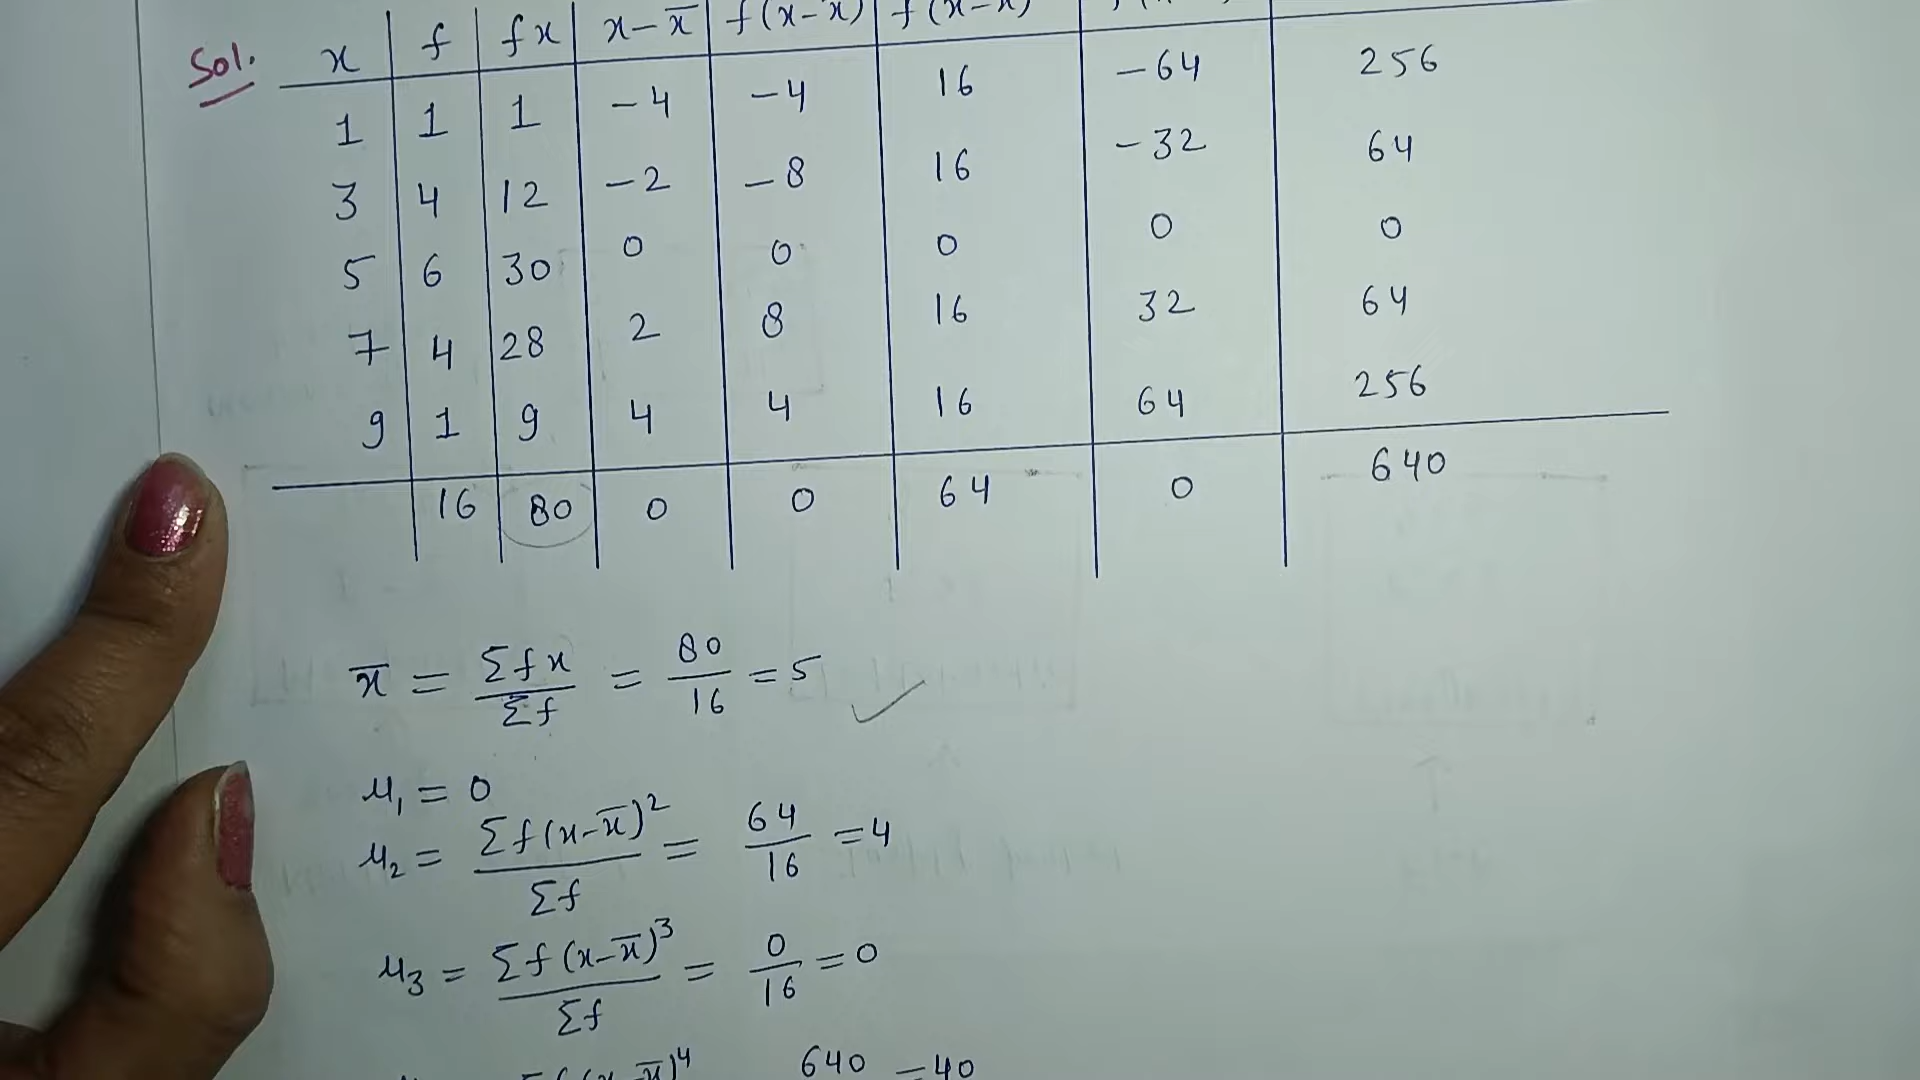 Sol. x f fx x-x̄ f(x-x̄) f(x-x̄)
1 1 1 -4 -4 16 -64 256
3 4 12 -2 -8 16 -32 64
5 6 30 0 0 0 0 0
7 4 28 2 8 16 32 64
9 1 9 4 4 16 64 256
16 80 0 0 64 0 640
x̄ = Σfx/Σf = 80/16 = 5 ✓
μ₁ = 0
μ₂ = Σf(x-x̄)²/Σf = 64/16 = 4
μ₃ = Σf(x-x̄)³/Σf = 0/16 = 0
(x-x̄)⁴ 640 = 40